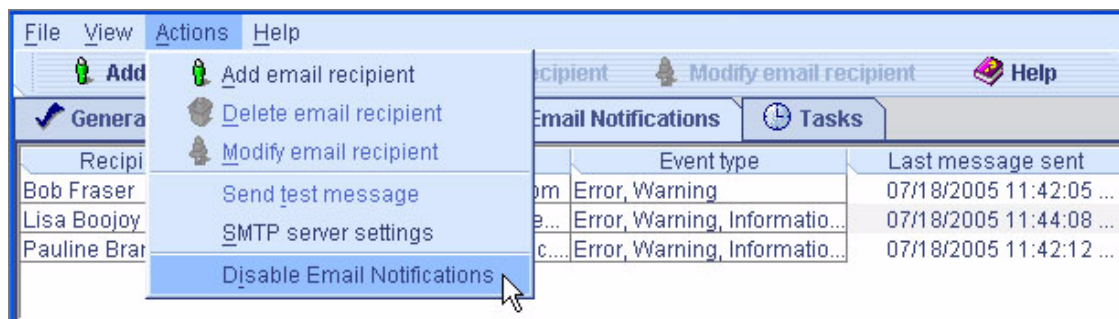 File View Actions Help
Add ecipient Modify email recipient Help
Genera Email Notifications Tasks
Recipi Event type Last message sent
Bob Fraser om Error, Warning 07/18/2005 11:42:05 ...
Lisa Boojoy e... Error, Warning, Informatio... 07/18/2005 11:44:08 ...
Pauline Bran c.... Error, Warning, Informatio... 07/18/2005 11:42:12 ...
Add email recipient
Delete email recipient
Modify email recipient
Send test message
SMTP server settings
Disable Email Notifications